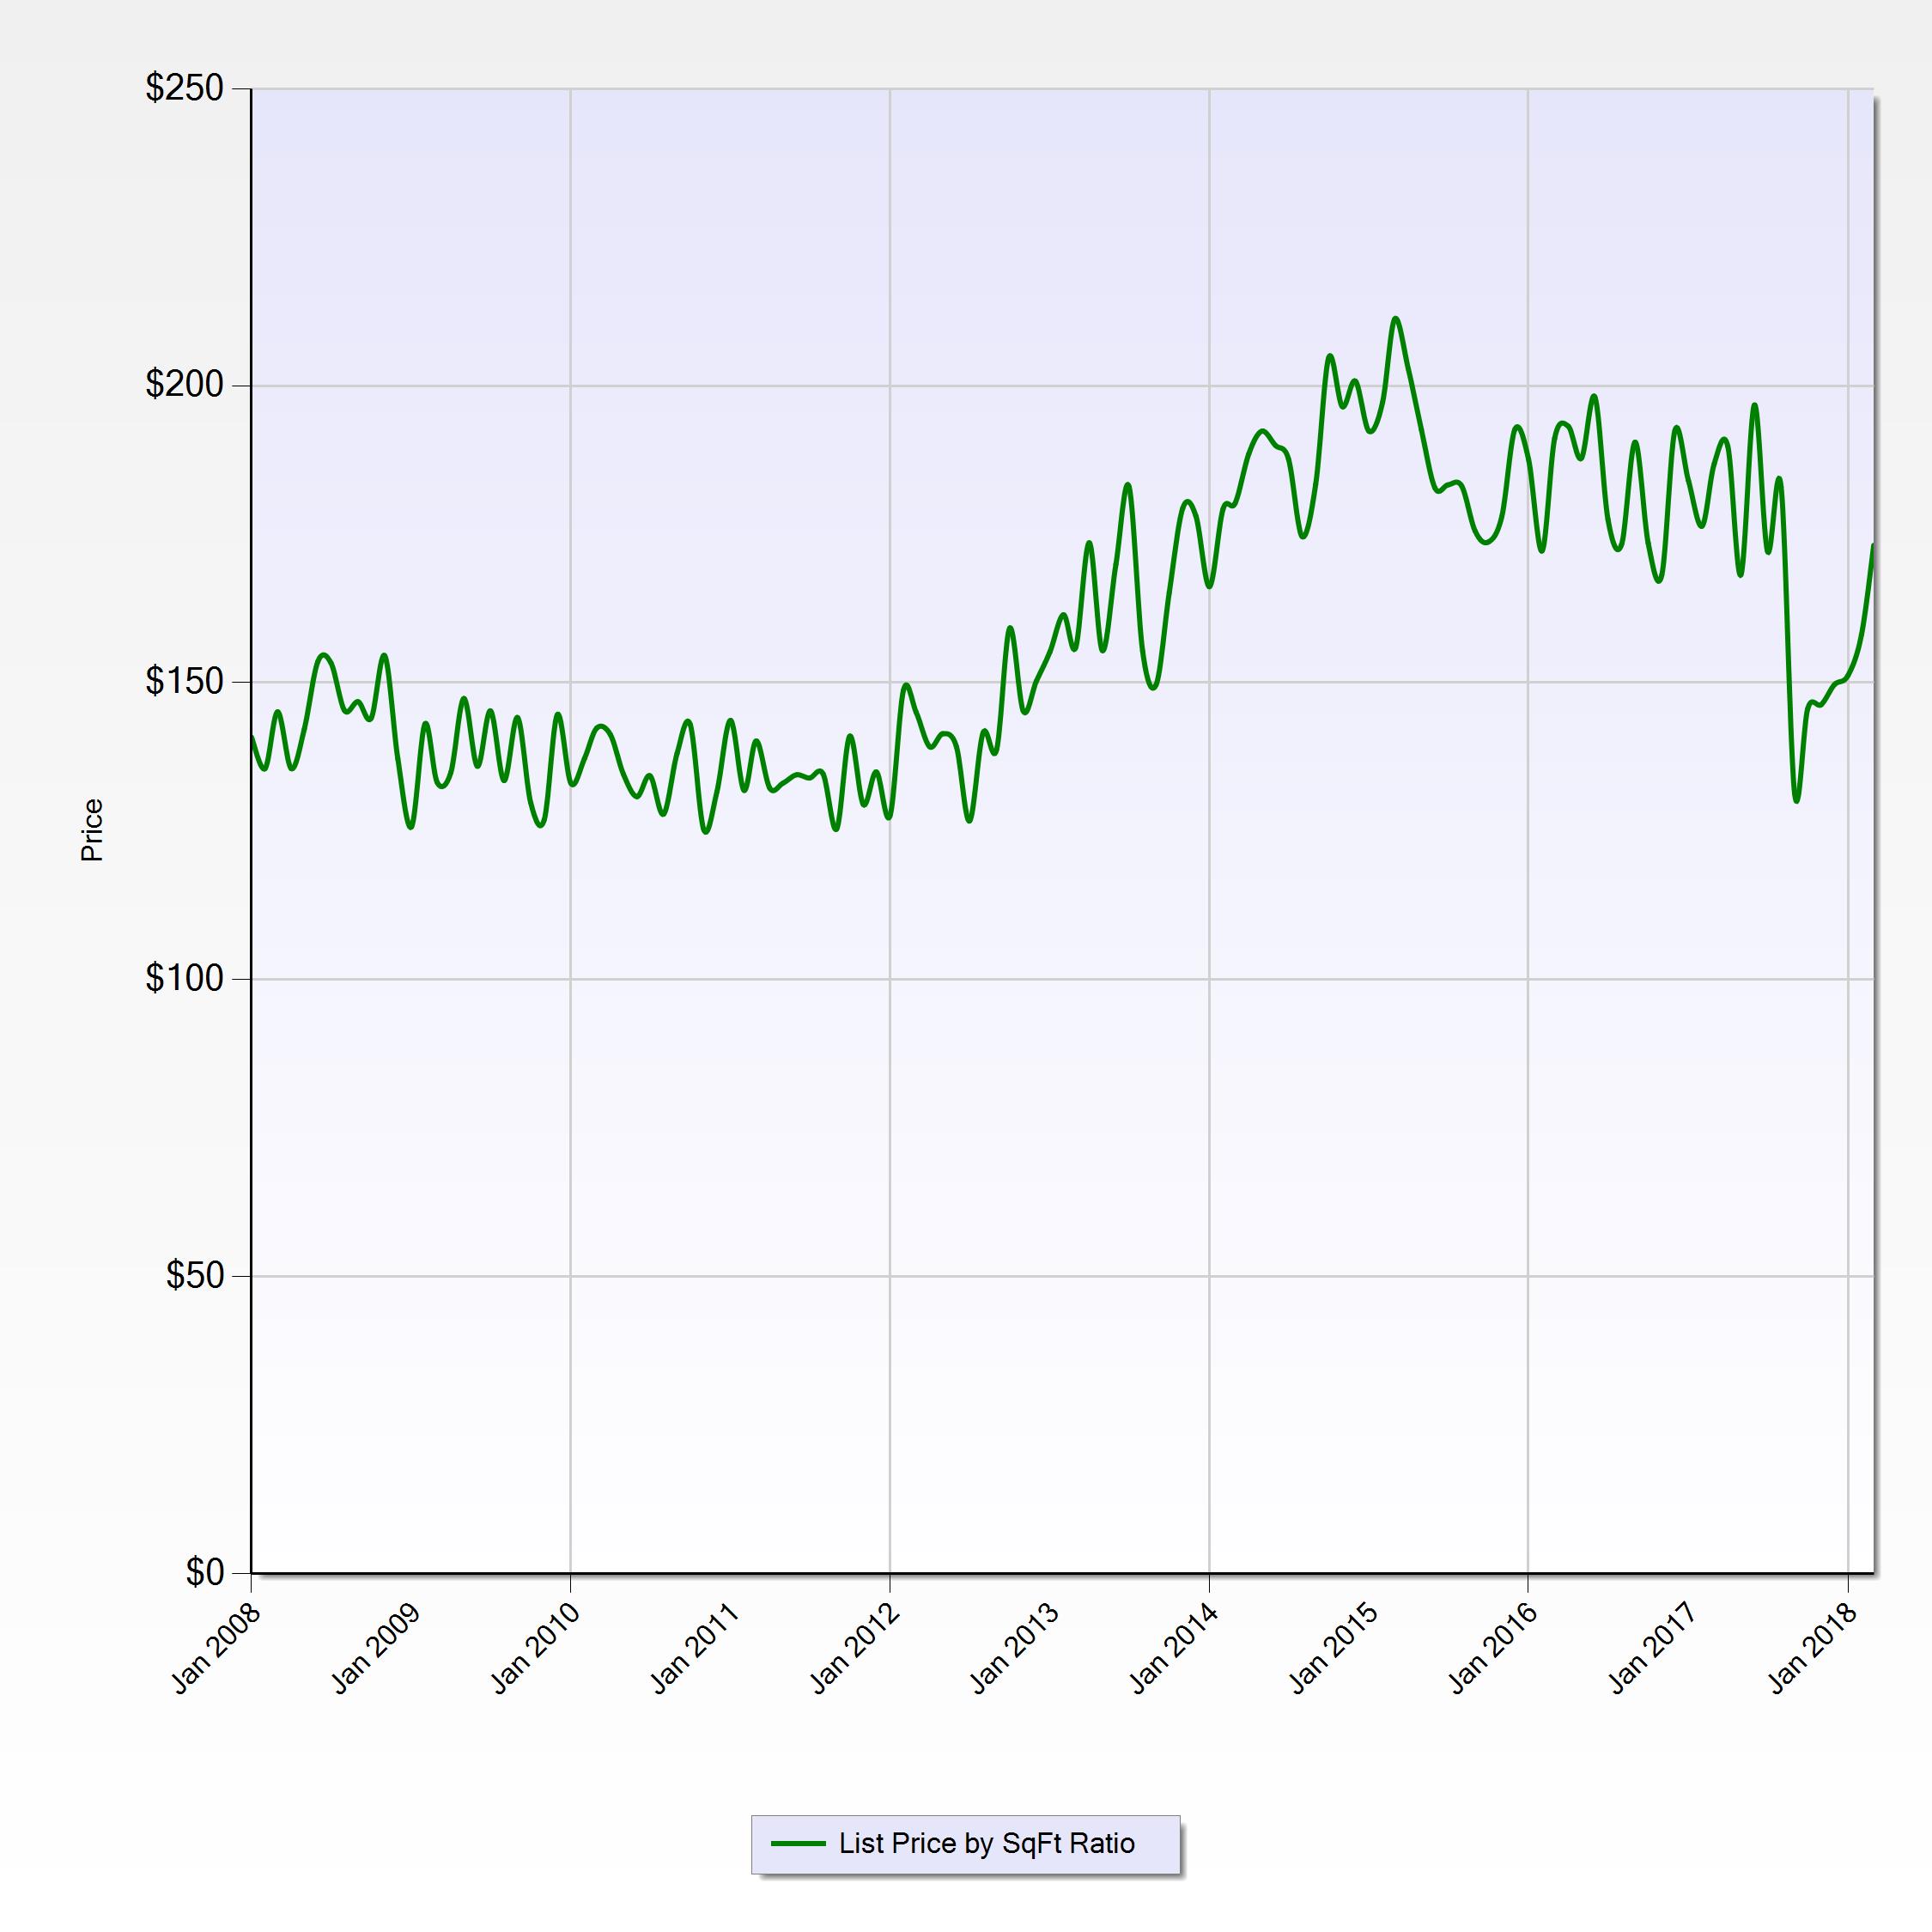 $250
$200
$150
$100
$50
$0
Price
Jan 2008
Jan 2009
Jan 2010
Jan 2011
Jan 2012
Jan 2013
Jan 2014
Jan 2015
Jan 2016
Jan 2017
Jan 2018
List Price by SqFt Ratio